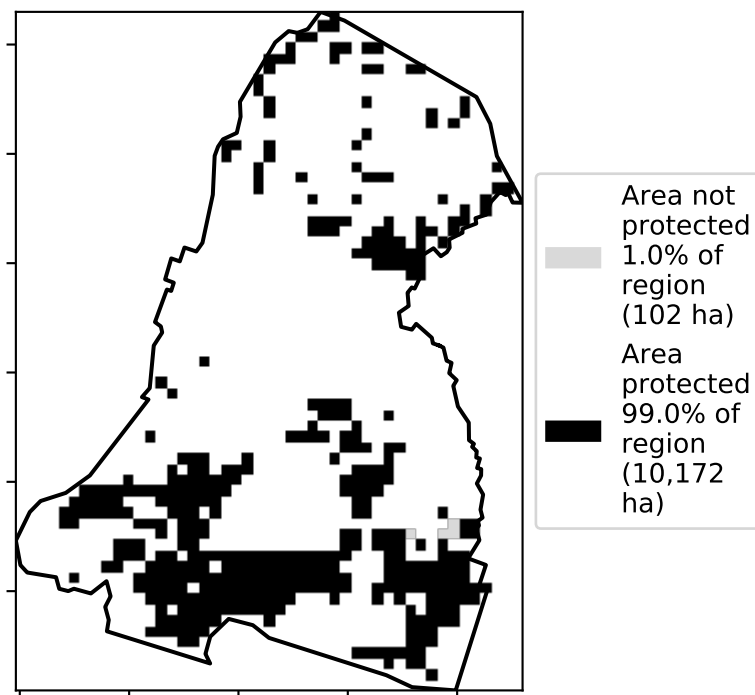 Area not
protected
1.0% of
region
(102 ha)
Area
protected
99.0% of
region
(10,172
ha)